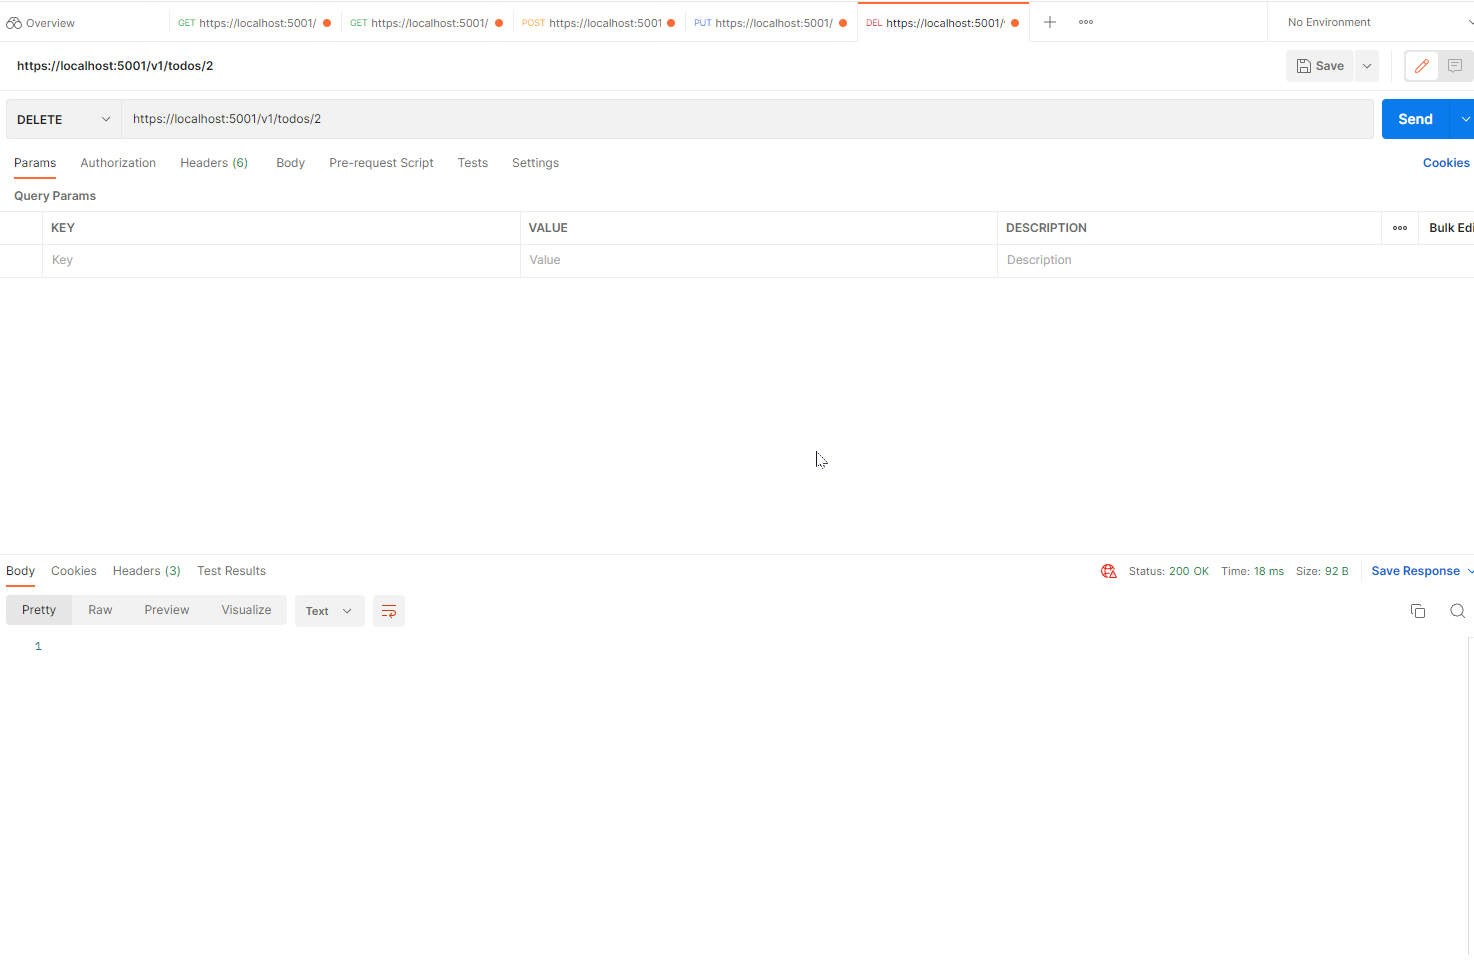 Overview GET https://localhost:5001/ GET https://localhost:5001/ POST https://localhost:5001 PUT https://localhost:5001/ DEL https://localhost:5001/ No Environment
https://localhost:5001/v1/todos/2 Save
DELETE https://localhost:5001/v1/todos/2 Send
Params Authorization Headers (6) Body Pre-request Script Tests Settings Cookies
Query Params
KEY VALUE DESCRIPTION Bulk Edi
Key Value Description
Body Cookies Headers (3) Test Results Status: 200 OK Time: 18 ms Size: 92 B Save Response
Pretty Raw Preview Visualize Text
1